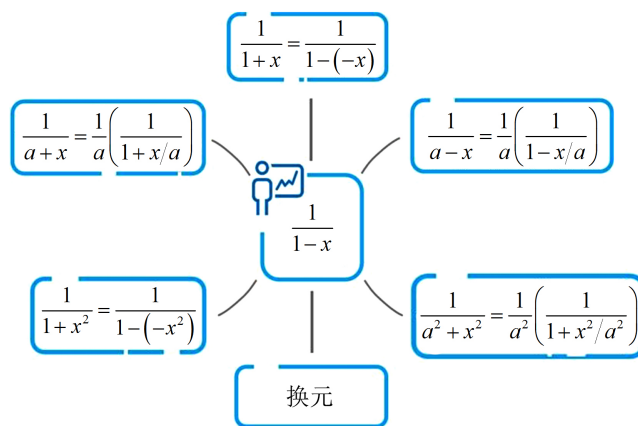 1/(1+x) = 1/(1−(−x))
1/(a+x) = 1/a(1/(1+x/a))
1/(a−x) = 1/a(1/(1−x/a))
1/(1−x)
1/(1+x²) = 1/(1−(−x²))
1/(a²+x²) = 1/a²(1/(1+x²/a²))
换元